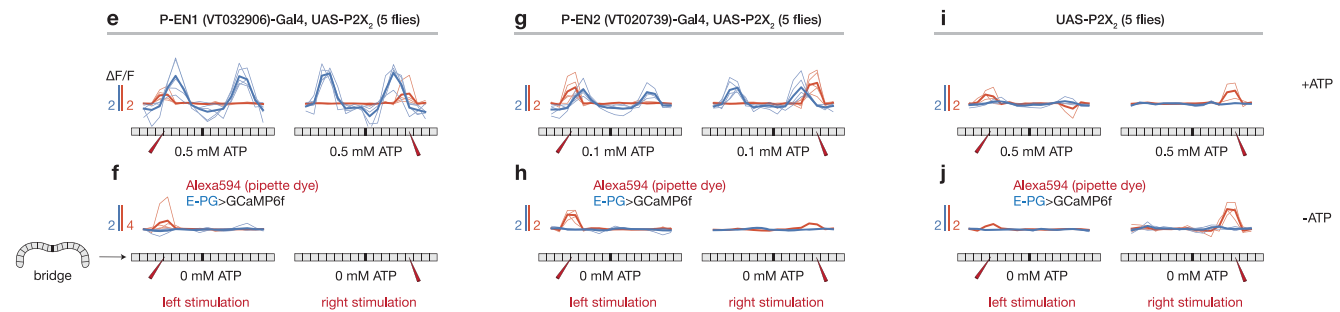 e
P-EN1 (VT032906)-Gal4, UAS-P2X₂ (5 flies)
g
P-EN2 (VT020739)-Gal4, UAS-P2X₂ (5 flies)
i
UAS-P2X₂ (5 flies)
ΔF/F
2 2
2 2
2 2
+ATP
0.5 mM ATP
0.5 mM ATP
0.1 mM ATP
0.1 mM ATP
0.5 mM ATP
0.5 mM ATP
f
Alexa594 (pipette dye)
E-PG>GCaMP6f
2 4
h
Alexa594 (pipette dye)
E-PG>GCaMP6f
2 2
j
Alexa594 (pipette dye)
E-PG>GCaMP6f
2 2
-ATP
bridge
0 mM ATP
0 mM ATP
0 mM ATP
0 mM ATP
0 mM ATP
0 mM ATP
left stimulation
right stimulation
left stimulation
right stimulation
left stimulation
right stimulation